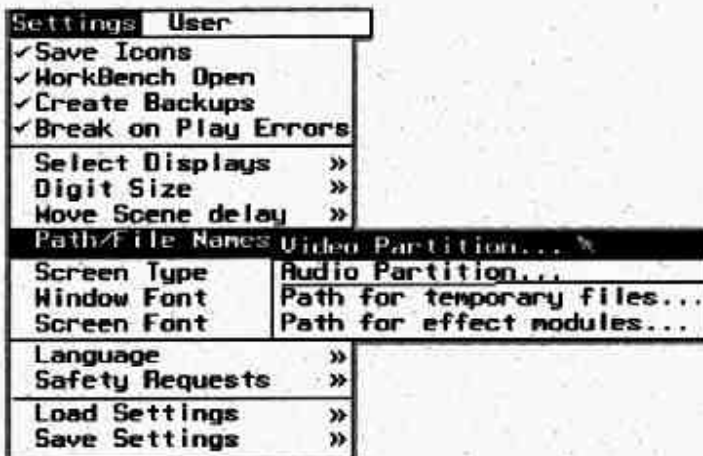 Settings User
✓Save Icons
✓WorkBench Open
✓Create Backups
✓Break on Play Errors
Select Displays »
Digit Size »
Move Scene delay »
Path/File Names Video Partition...
Screen Type Audio Partition...
Window Font Path for temporary files...
Screen Font Path for effect modules...
Language »
Safety Requests »
Load Settings »
Save Settings »